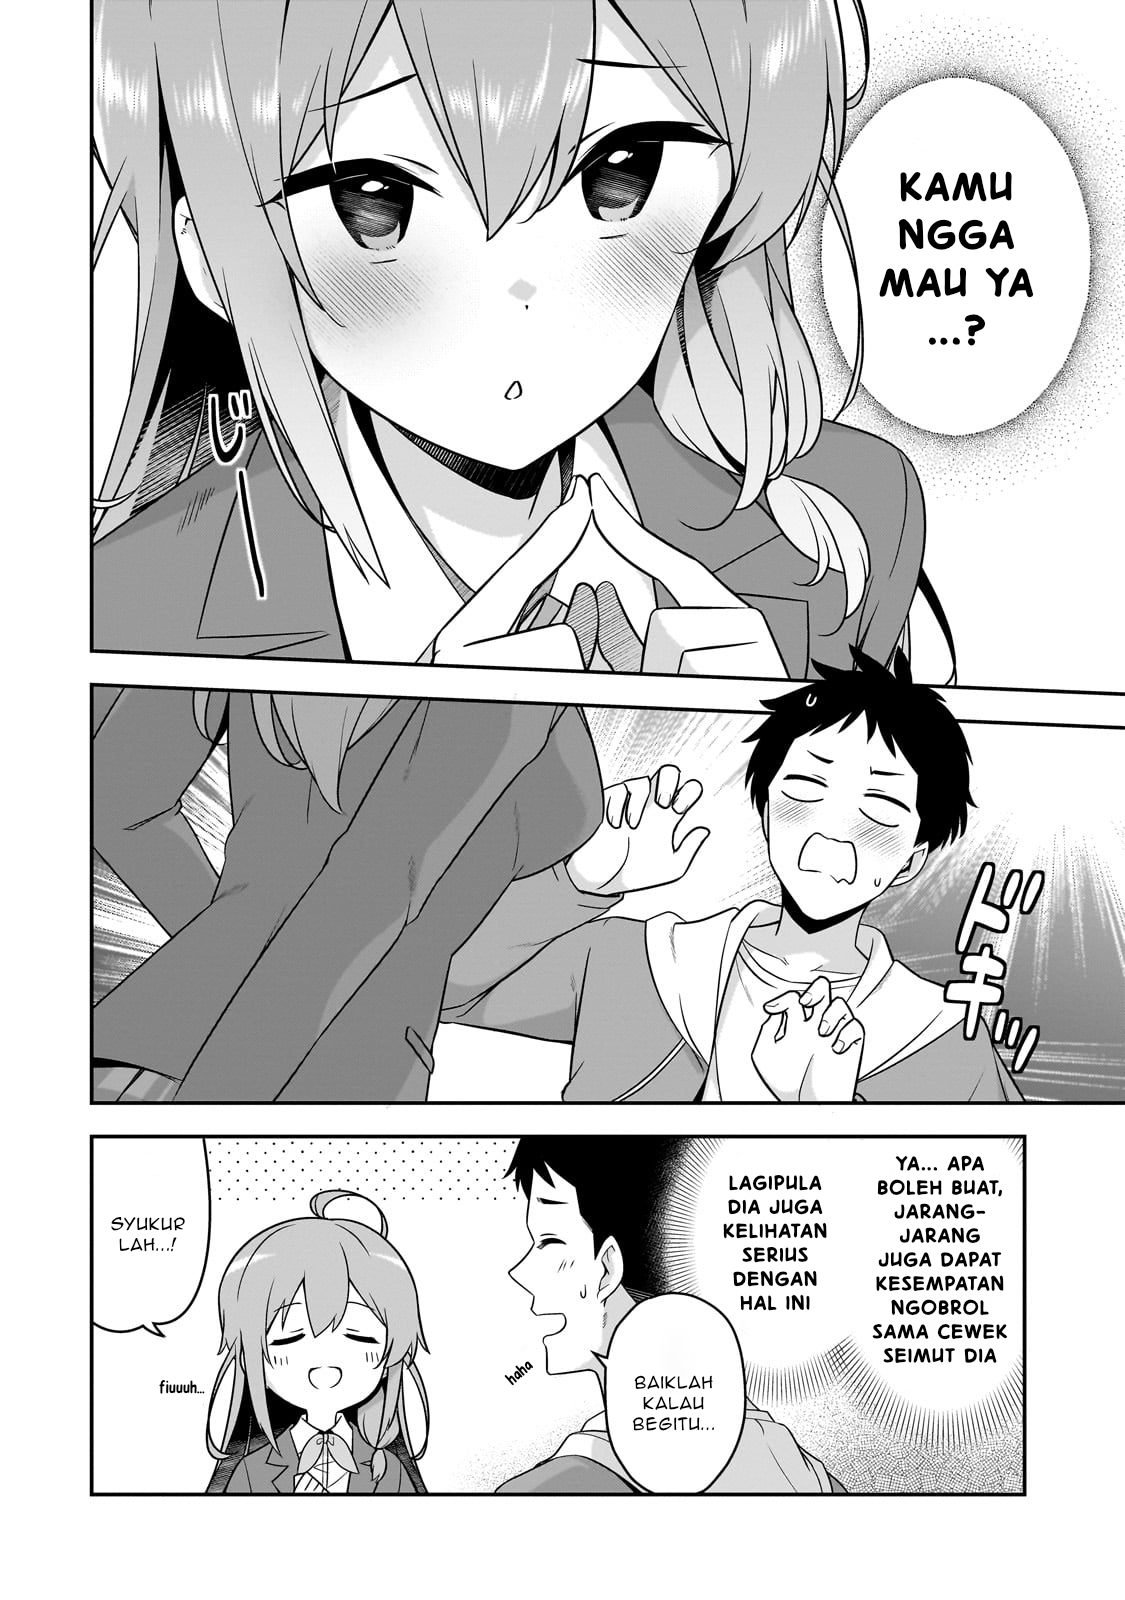 KAMU
NGGA
MAU YA
...?
じー
ドキッ
YA... APA
BOLEH BUAT,
JARANG-
JARANG
JUGA DAPAT
KESEMPATAN
NGOBROL
SAMA CEWEK
SEIMUT DIA
LAGIPULA
DIA JUGA
KELIHATAN
SERIUS
DENGAN
HAL INI
BAIKLAH
KALAU
BEGITU...
haha
SYUKUR
LAH...!
fiuuuh...